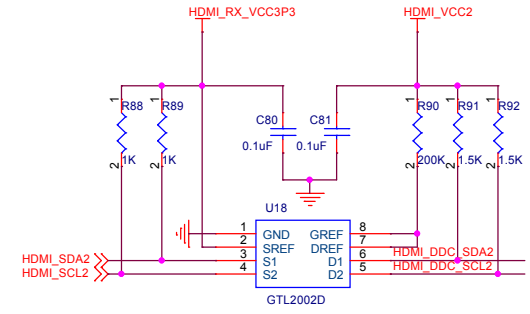 HDMI_RX_VCC3P3 HDMI_VCC2
1 1 1 1 1
R88 R89 C80 C81 R90 R91 R92
0.1uF 0.1uF
1K 1K 200K 1.5K 1.5K
2 2 2 2 2
U18
1 GND GREF 8
2 SREF DREF 7
HDMI_SDA2 3 S1 D1 6 HDMI_DDC_SDA2
HDMI_SCL2 4 S2 D2 5 HDMI_DDC_SCL2
GTL2002D